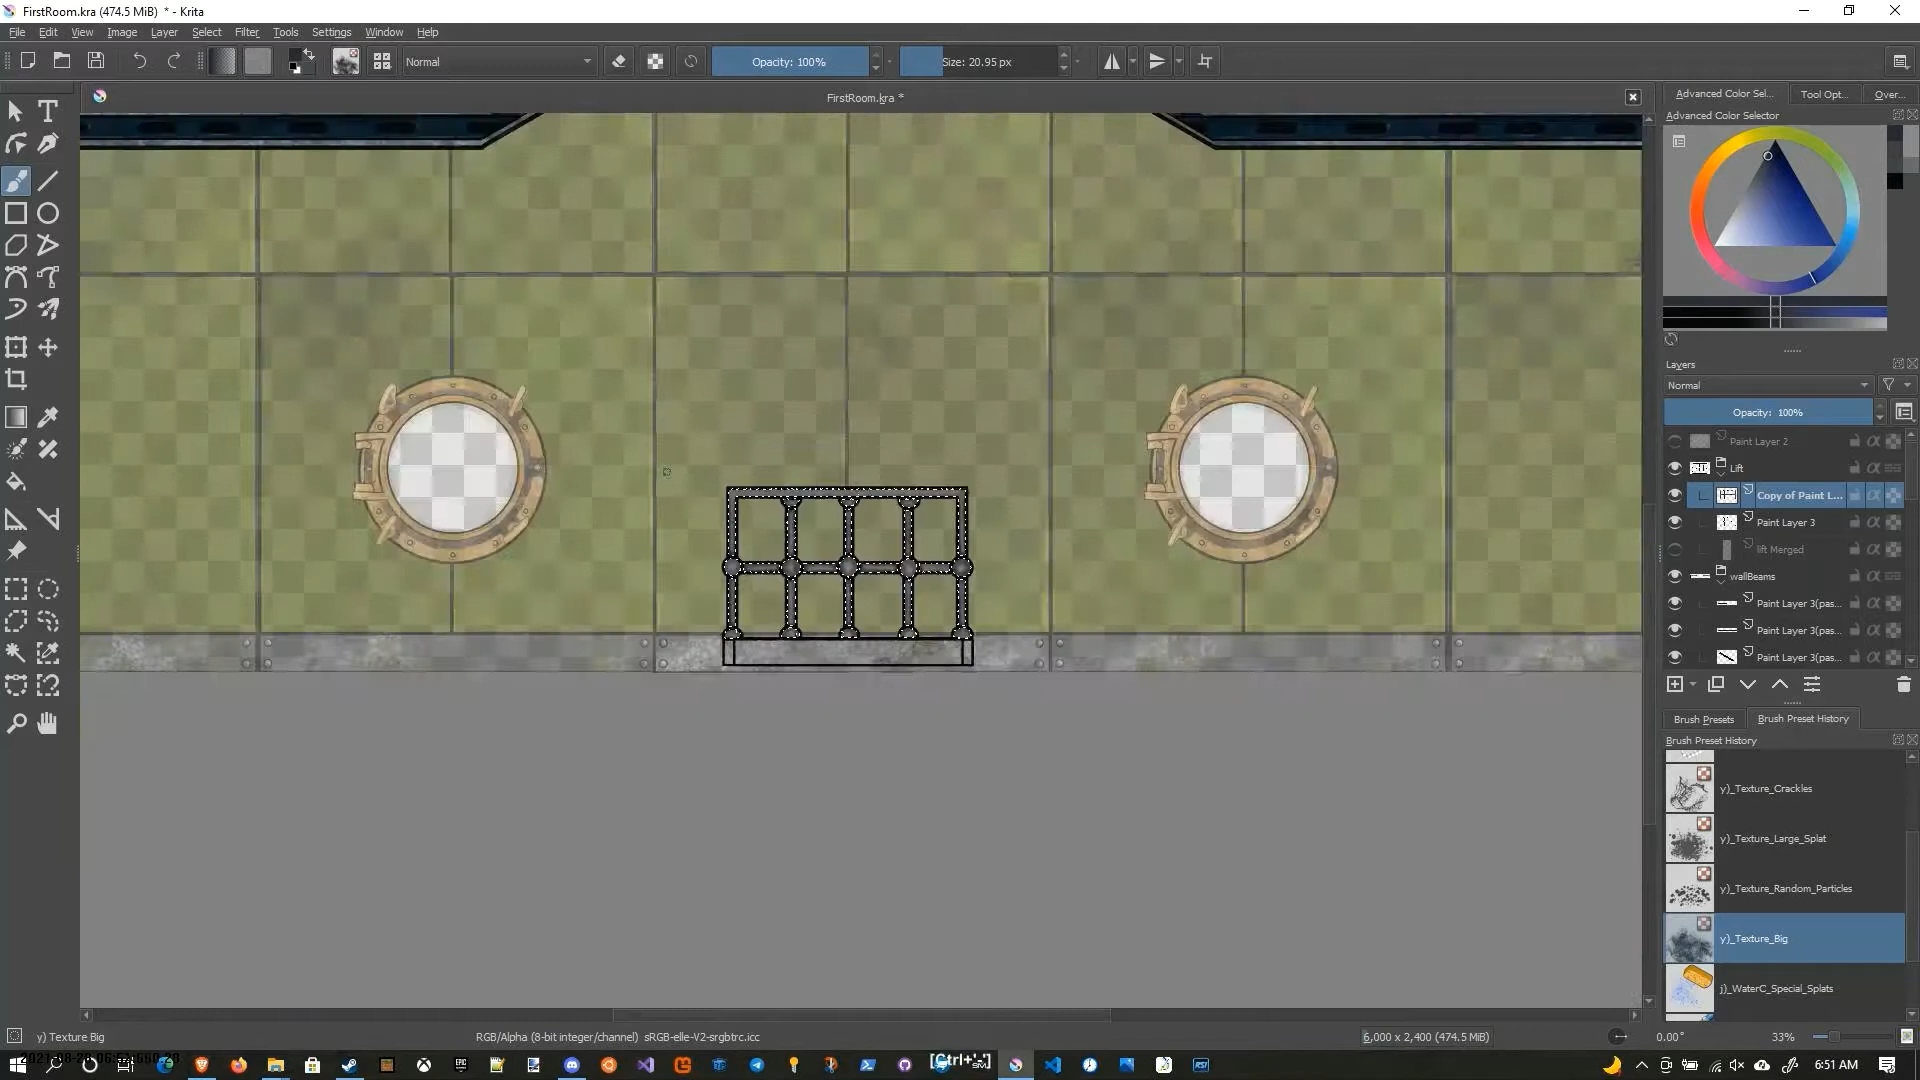 FirstRoom.kra (474.5 MiB)  * - Krita
File Edit View Image Layer Select Filter Tools Settings Window Help
Normal
Opacity: 100%
Size: 20.95 px
FirstRoom.kra *
Advanced Color Sel...
Tool Opt...
Over...
Advanced Color Selector
Layers
Normal
Opacity: 100%
Paint Layer 2
Lift
Copy of Paint L...
Paint Layer 3
lift Merged
wallBeams
Paint Layer 3(pas...
Paint Layer 3(pas...
Paint Layer 3(pas...
Brush Presets
Brush Preset History
Brush Preset History
y)_Texture_Crackles
y)_Texture_Large_Splat
y)_Texture_Random_Particles
y)_Texture_Big
j)_WaterC_Special_Splats
y) Texture Big
RGB/Alpha (8-bit integer/channel)  sRGB-elle-V2-srgbtrc.icc
6,000 x 2,400 (474.5 MiB)
0.00°
33%
6:51 AM